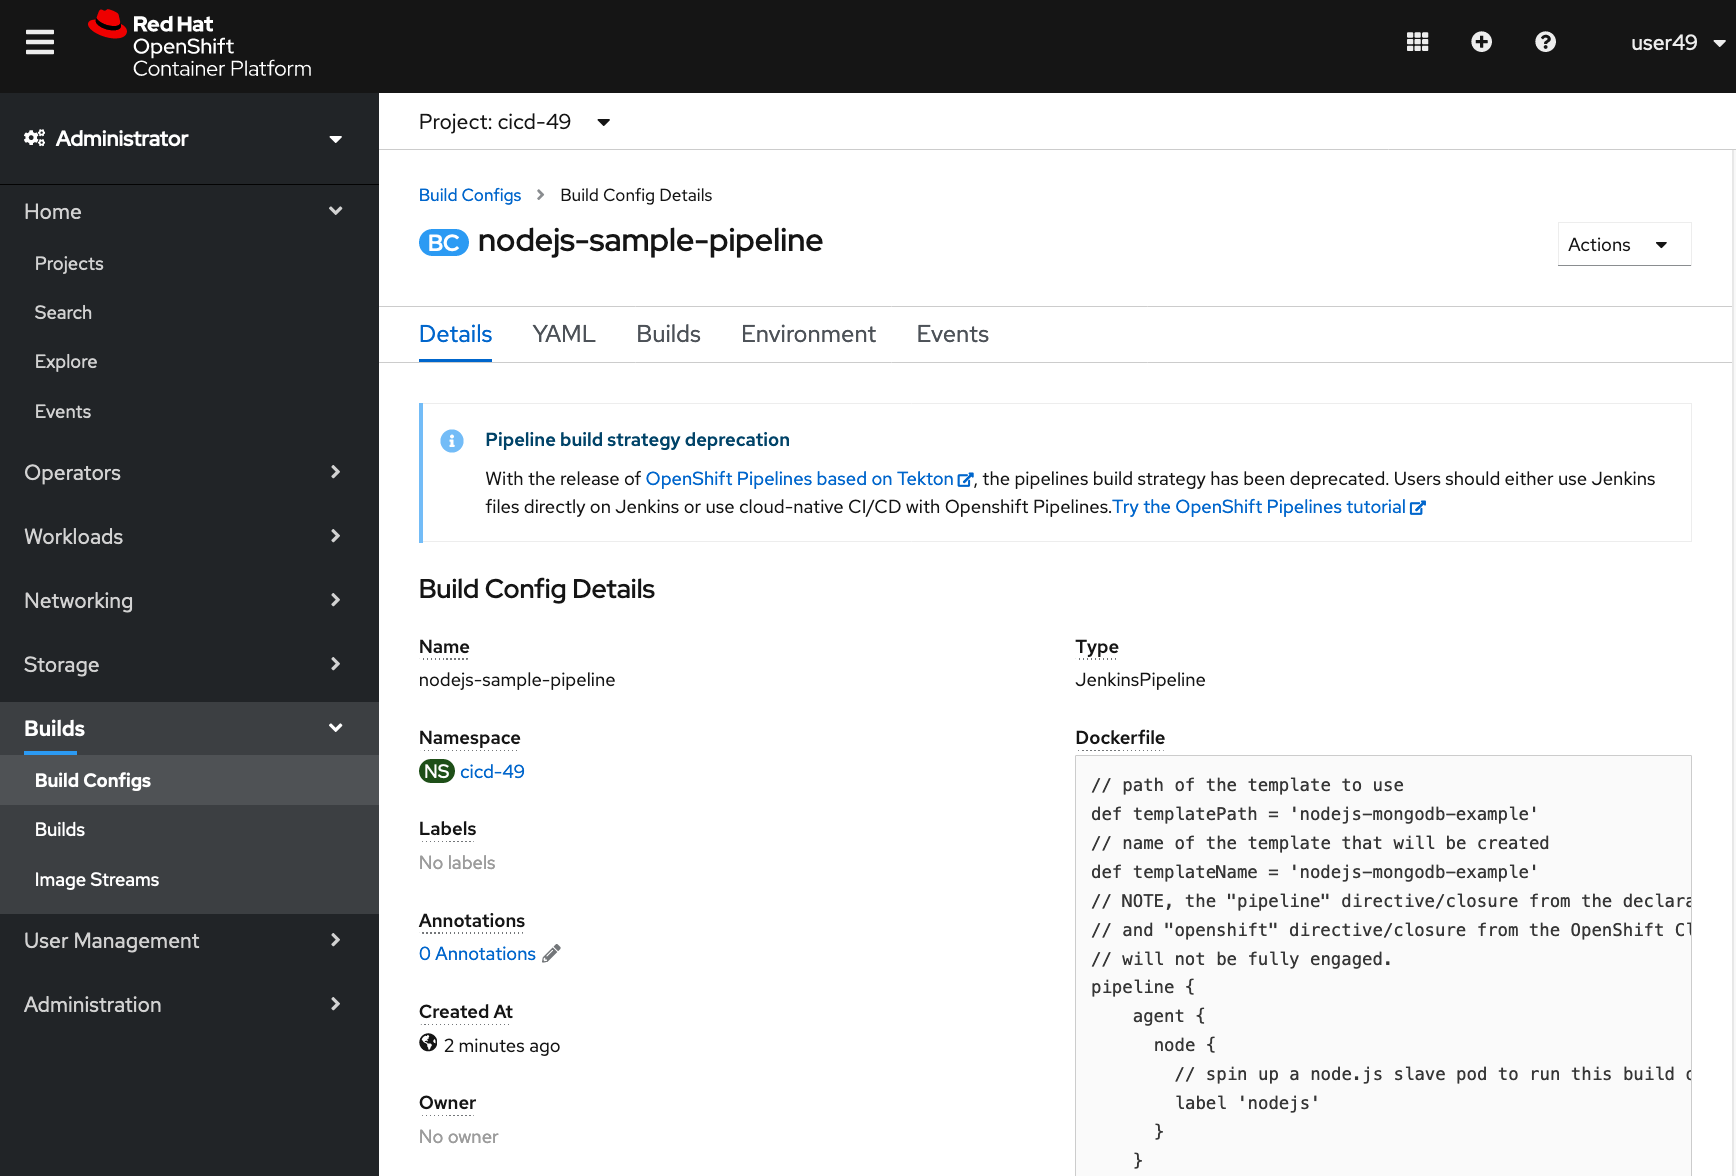 Red Hat
OpenShift
Container Platform
user49
Administrator
Home
Projects
Search
Explore
Events
Operators
Workloads
Networking
Storage
Builds
Build Configs
Builds
Image Streams
User Management
Administration
Project: cicd-49
Build Configs > Build Config Details
BC nodejs-sample-pipeline
Actions
Details YAML Builds Environment Events
Pipeline build strategy deprecation
With the release of OpenShift Pipelines based on Tekton, the pipelines build strategy has been deprecated. Users should either use Jenkins
files directly on Jenkins or use cloud-native CI/CD with Openshift Pipelines.Try the OpenShift Pipelines tutorial
Build Config Details
Name
nodejs-sample-pipeline
Namespace
NS cicd-49
Labels
No labels
Annotations
0 Annotations
Created At
2 minutes ago
Owner
No owner
Type
JenkinsPipeline
Dockerfile
// path of the template to use
def templatePath = 'nodejs-mongodb-example'
// name of the template that will be created
def templateName = 'nodejs-mongodb-example'
// NOTE, the "pipeline" directive/closure from the declara
// and "openshift" directive/closure from the OpenShift Cl
// will not be fully engaged.
pipeline {
agent {
node {
// spin up a node.js slave pod to run this build o
label 'nodejs'
}
}